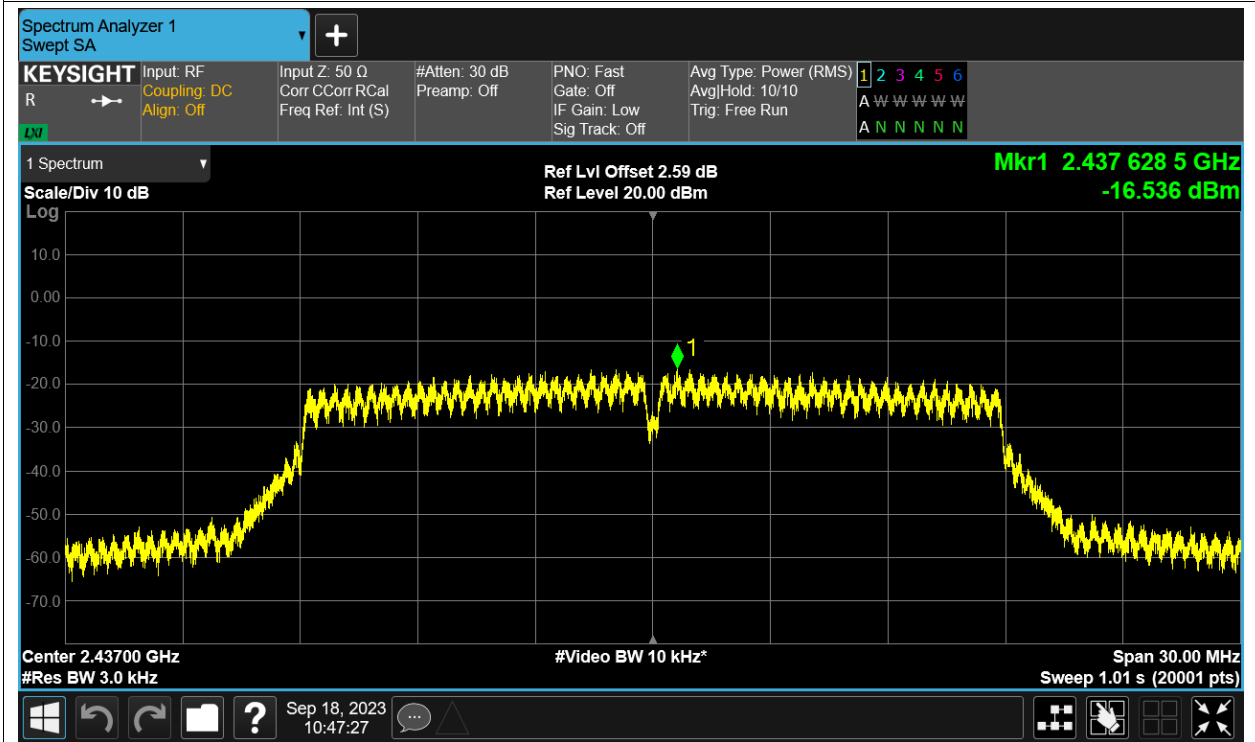 Spectrum Analyzer 1
Swept SA
KEYSIGHT
R
LXI
Input: RF
Coupling: DC
Align: Off
Input Z: 50 Ω
Corr CCorr RCal
Freq Ref: Int (S)
#Atten: 30 dB
Preamp: Off
PNO: Fast
Gate: Off
IF Gain: Low
Sig Track: Off
Avg Type: Power (RMS)
Avg|Hold: 10/10
Trig: Free Run
1 2 3 4 5 6
A W W W W W
A N N N N N
1 Spectrum
Scale/Div 10 dB
Log
Ref Lvl Offset 2.59 dB
Ref Level 20.00 dBm
Mkr1 2.437 628 5 GHz
-16.536 dBm
10.0
0.00
-10.0
-20.0
-30.0
-40.0
-50.0
-60.0
-70.0
1
Center 2.43700 GHz
#Res BW 3.0 kHz
#Video BW 10 kHz*
Span 30.00 MHz
Sweep 1.01 s (20001 pts)
?
Sep 18, 2023
10:47:27